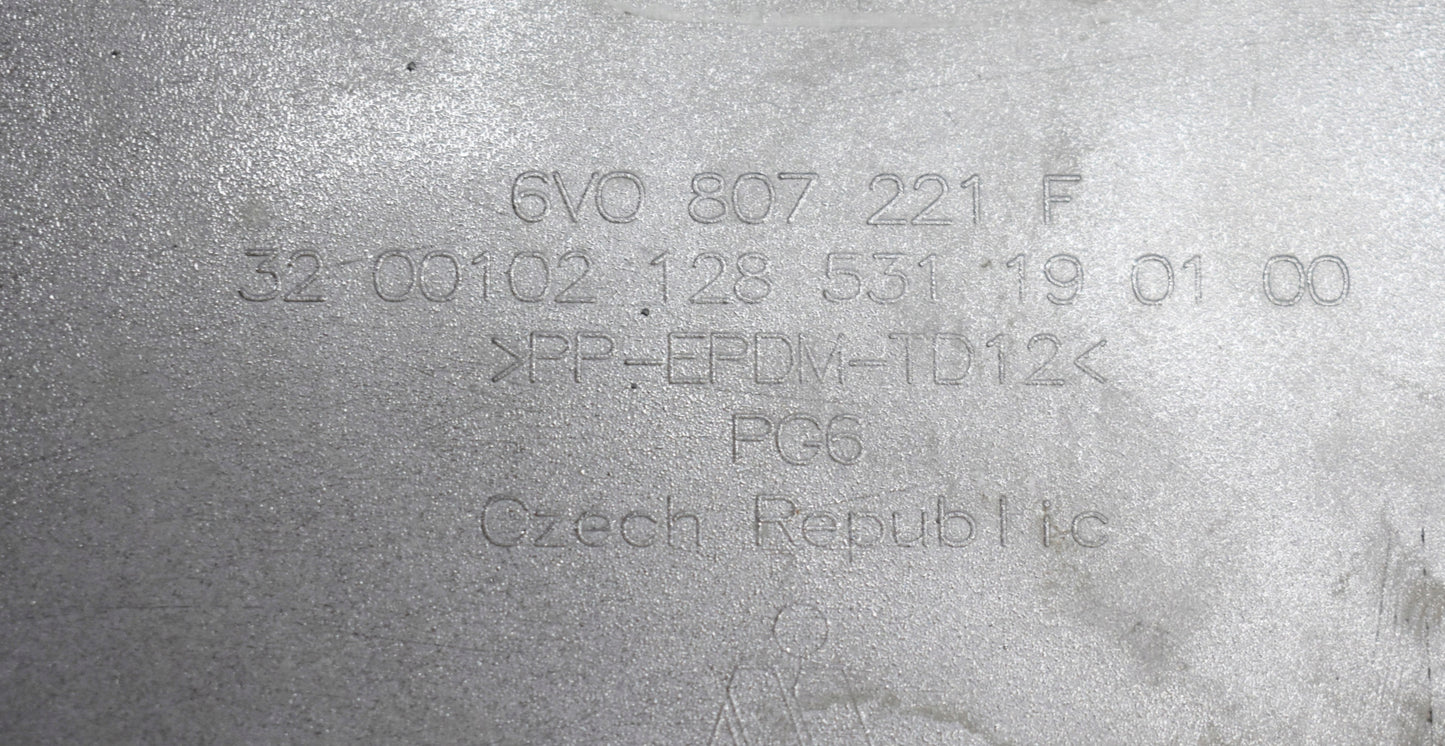 6V0 807 221 F
32 00102 128 531 19 01 00
>PP-EPDM-TD12<
PG6
Czech Republic